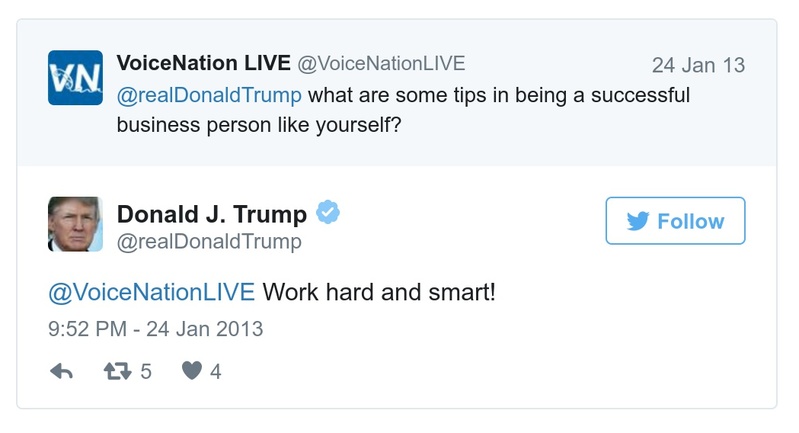 VN
VoiceNation LIVE @VoiceNationLIVE 24 Jan 13
@realDonaldTrump what are some tips in being a successful
business person like yourself?
Donald J. Trump
@realDonaldTrump
Follow
@VoiceNationLIVE Work hard and smart!
9:52 PM - 24 Jan 2013
5 4